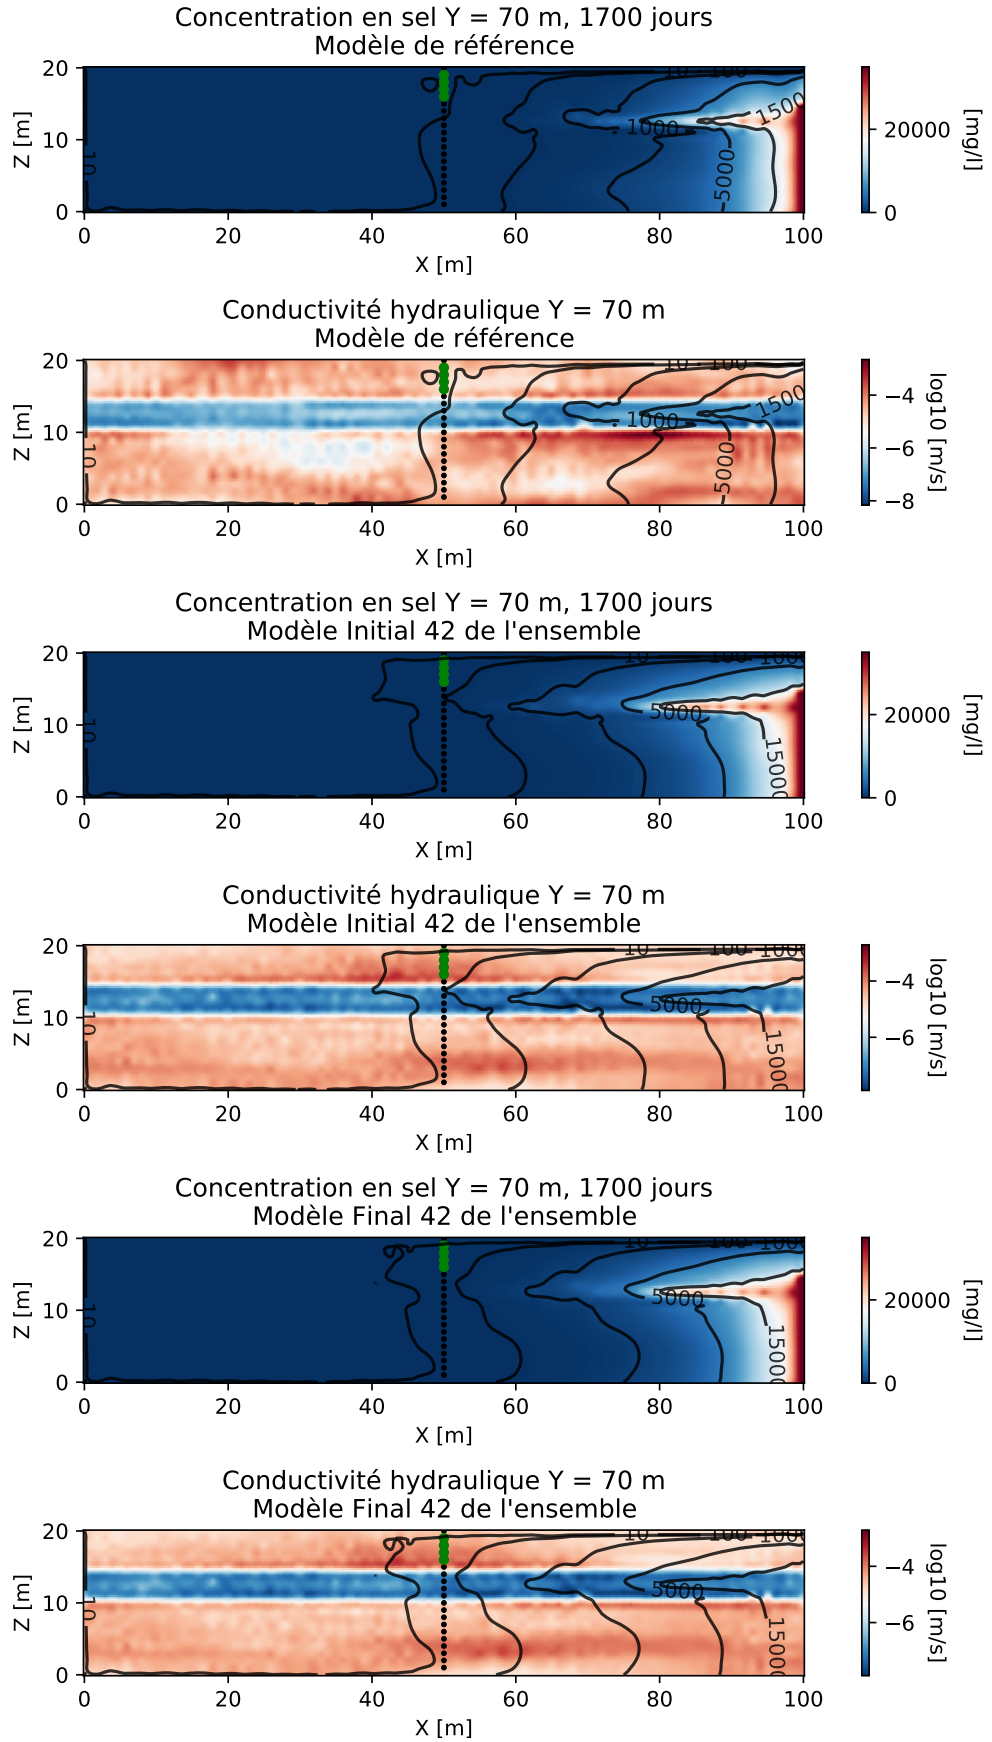 Concentration en sel Y = 70 m, 1700 jours
Modèle de référence
20
10
0
Z [m]
10
10
100
1000
1500
5000
0 20 40 60 80 100
X [m]
20000
0
[mg/l]
Conductivité hydraulique Y = 70 m
Modèle de référence
20
10
0
Z [m]
10
10
100
1000
1500
5000
0 20 40 60 80 100
X [m]
−4
−6
−8
log10 [m/s]
Concentration en sel Y = 70 m, 1700 jours
Modèle Initial 42 de l'ensemble
20
10
0
Z [m]
10
10
100
1000
5000
15000
0 20 40 60 80 100
X [m]
20000
0
[mg/l]
Conductivité hydraulique Y = 70 m
Modèle Initial 42 de l'ensemble
20
10
0
Z [m]
10
10
100
1000
5000
15000
0 20 40 60 80 100
X [m]
−4
−6
log10 [m/s]
Concentration en sel Y = 70 m, 1700 jours
Modèle Final 42 de l'ensemble
20
10
0
Z [m]
10
10
100
1000
5000
15000
0 20 40 60 80 100
X [m]
20000
0
[mg/l]
Conductivité hydraulique Y = 70 m
Modèle Final 42 de l'ensemble
20
10
0
Z [m]
10
10
100
1000
5000
15000
0 20 40 60 80 100
X [m]
−4
−6
log10 [m/s]